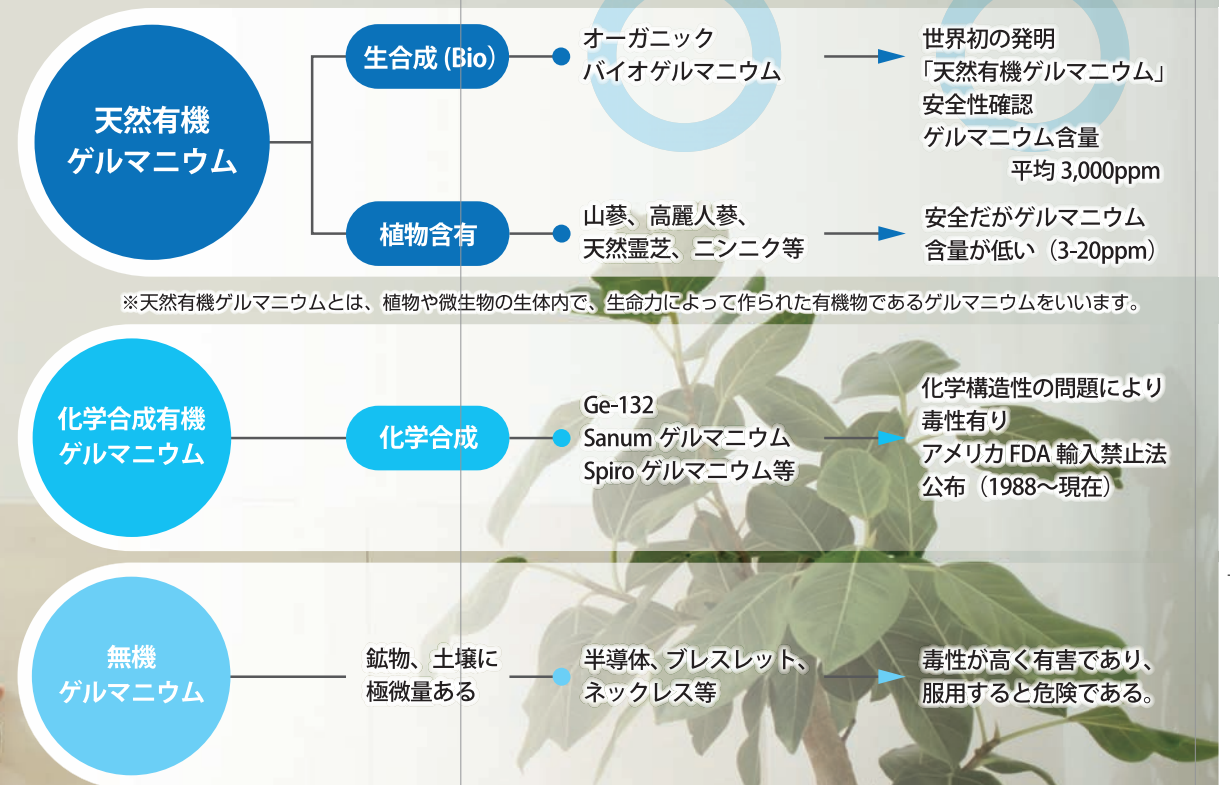 天然有機
ゲルマニウム
生合成 (Bio)
オーガニック
バイオゲルマニウム
世界初の発明
「天然有機ゲルマニウム」
安全性確認
ゲルマニウム含量
平均 3,000ppm
植物含有
山蔘、高麗人蔘、
天然霊芝、ニンニク等
安全だがゲルマニウム
含量が低い（3-20ppm）
※天然有機ゲルマニウムとは、植物や微生物の生体内で、生命力によって作られた有機物であるゲルマニウムをいいます。
化学合成有機
ゲルマニウム
化学合成
Ge-132
Sanum ゲルマニウム
Spiro ゲルマニウム等
化学構造性の問題により
毒性有り
アメリカ FDA 輸入禁止法
公布（1988～現在）
無機
ゲルマニウム
鉱物、土壌に
極微量ある
半導体、ブレスレット、
ネックレス等
毒性が高く有害であり、
服用すると危険である。